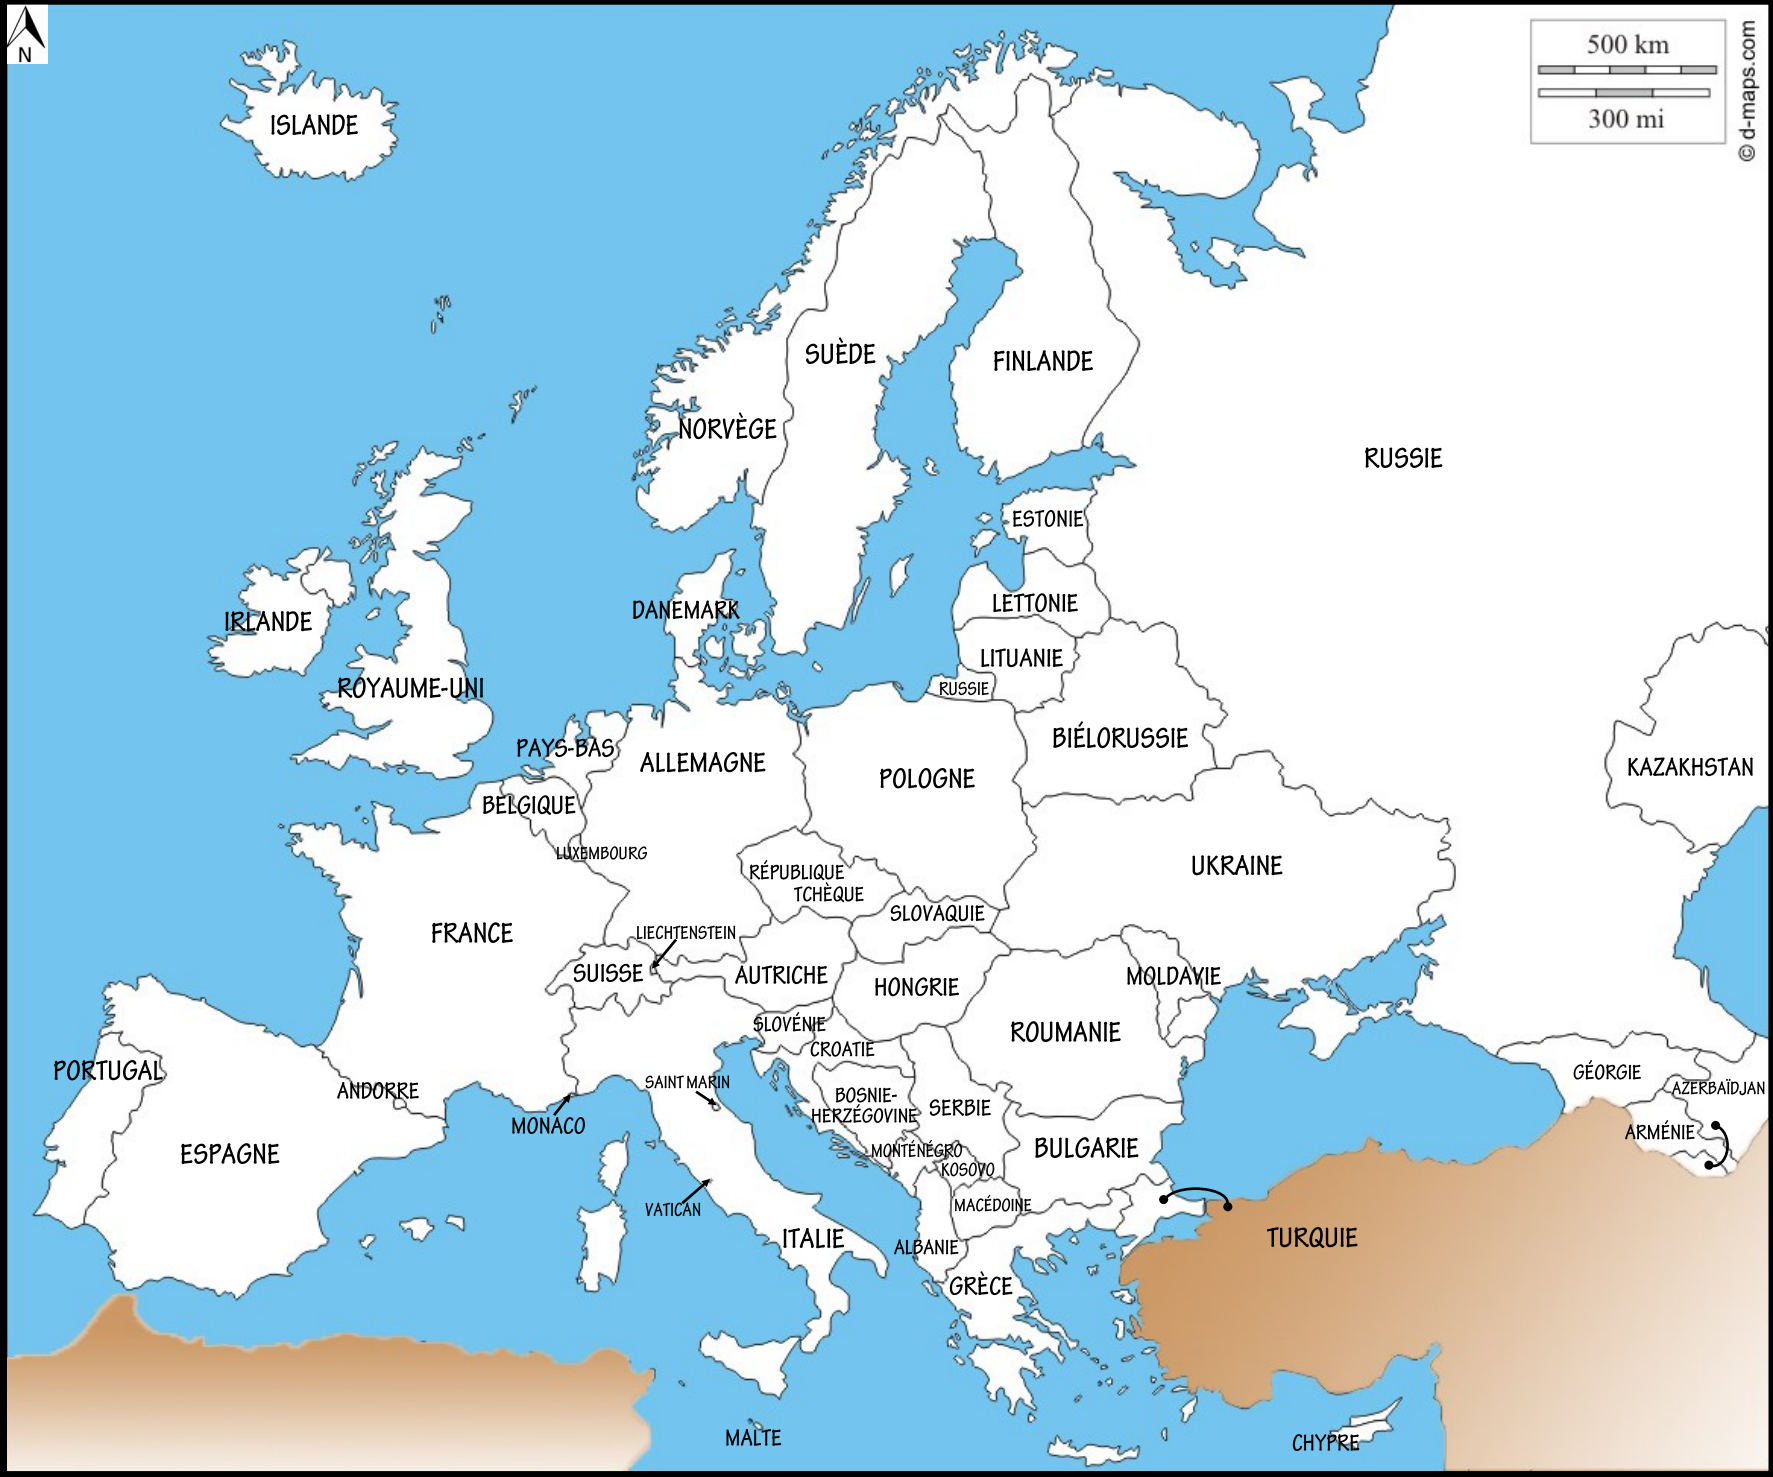 N
500 km
300 mi
© d-maps.com
ISLANDE
SUÈDE
FINLANDE
NORVÈGE
RUSSIE
ESTONIE
LETTONIE
DANEMARK
IRLANDE
LITUANIE
ROYAUME-UNI
RUSSIE
PAYS-BAS
ALLEMAGNE
BIÉLORUSSIE
POLOGNE
KAZAKHSTAN
BELGIQUE
LUXEMBOURG
UKRAINE
RÉPUBLIQUE
TCHÈQUE
SLOVAQUIE
FRANCE
LIECHTENSTEIN
SUISSE
AUTRICHE
HONGRIE
MOLDAVIE
SLOVÉNIE
ROUMANIE
CROATIE
PORTUGAL
ANDORRE
SAINT MARIN
GÉORGIE
AZERBAÏDJAN
BOSNIE-
HERZÉGOVINE
SERBIE
MONACO
ARMÉNIE
ESPAGNE
MONTÉNÉGRO
BULGARIE
KOSOVO
VATICAN
MACÉDOINE
ITALIE
ALBANIE
TURQUIE
GRÈCE
MALTE
CHYPRE